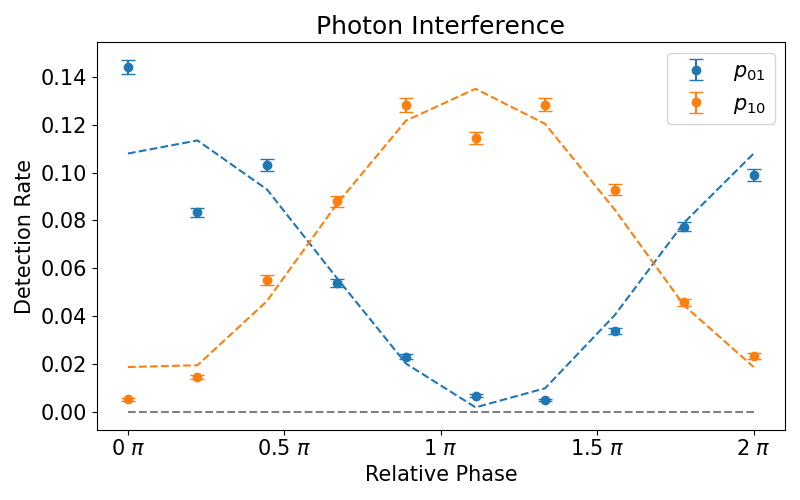 Photon Interference
Detection Rate
0.14
0.12
0.10
0.08
0.06
0.04
0.02
0.00
p₀₁
p₁₀
0 π
0.5 π
1 π
1.5 π
2 π
Relative Phase